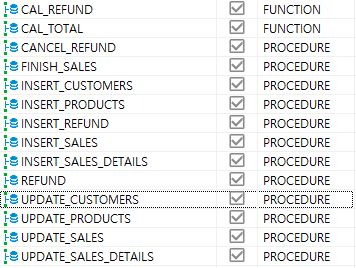 CAL_REFUND FUNCTION
CAL_TOTAL FUNCTION
CANCEL_REFUND PROCEDURE
FINISH_SALES PROCEDURE
INSERT_CUSTOMERS PROCEDURE
INSERT_PRODUCTS PROCEDURE
INSERT_REFUND PROCEDURE
INSERT_SALES PROCEDURE
INSERT_SALES_DETAILS PROCEDURE
REFUND PROCEDURE
UPDATE_CUSTOMERS PROCEDURE
UPDATE_PRODUCTS PROCEDURE
UPDATE_SALES PROCEDURE
UPDATE_SALES_DETAILS PROCEDURE